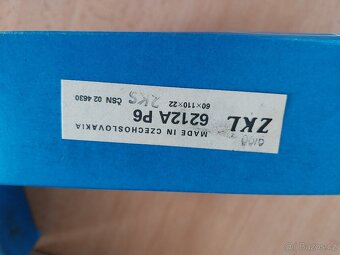 MADE IN CZECHOSLOVAKIA
ZKL 6212A P6
60×110×22 2KS ČSN 02 4630